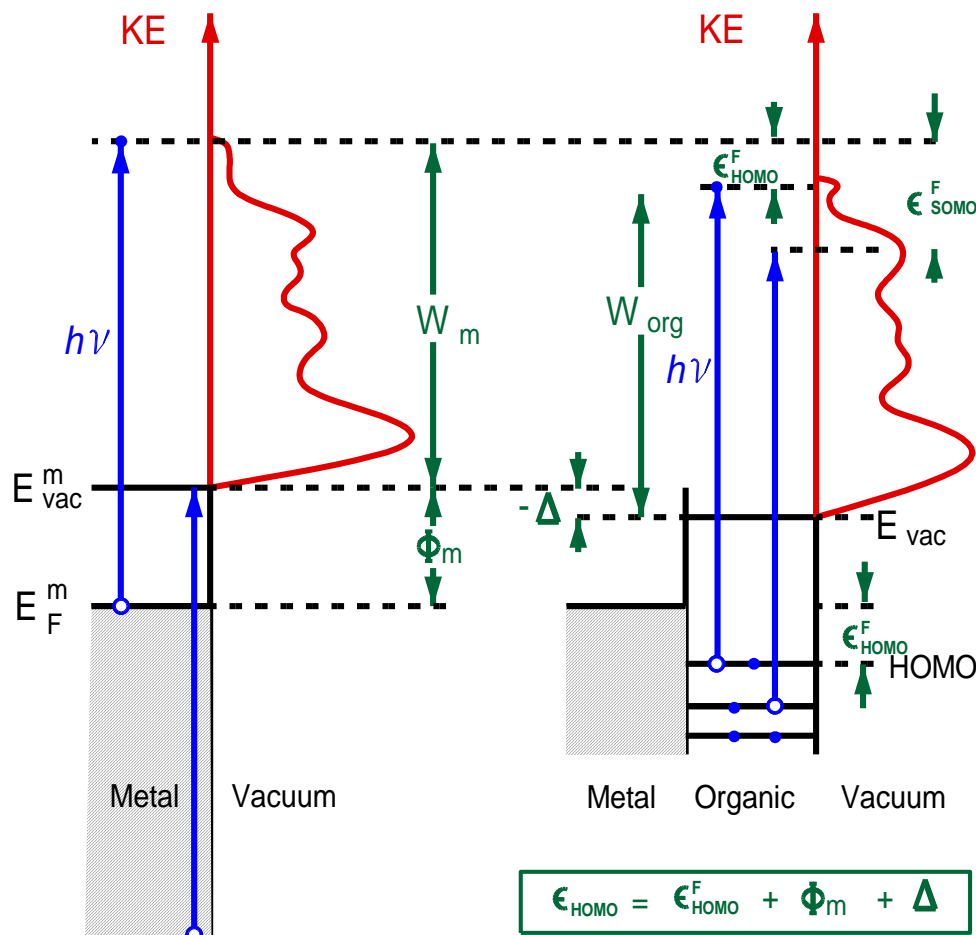 KE KE
ϵ^F_HOMO
ϵ^F_SOMO
W_m
W_org
hν hν
E^m_vac
-Δ
E_vac
Φ_m
E^m_F
ϵ^F_HOMO
HOMO
Metal Vacuum Metal Organic Vacuum
ϵ_HOMO = ϵ^F_HOMO + Φ_m + Δ